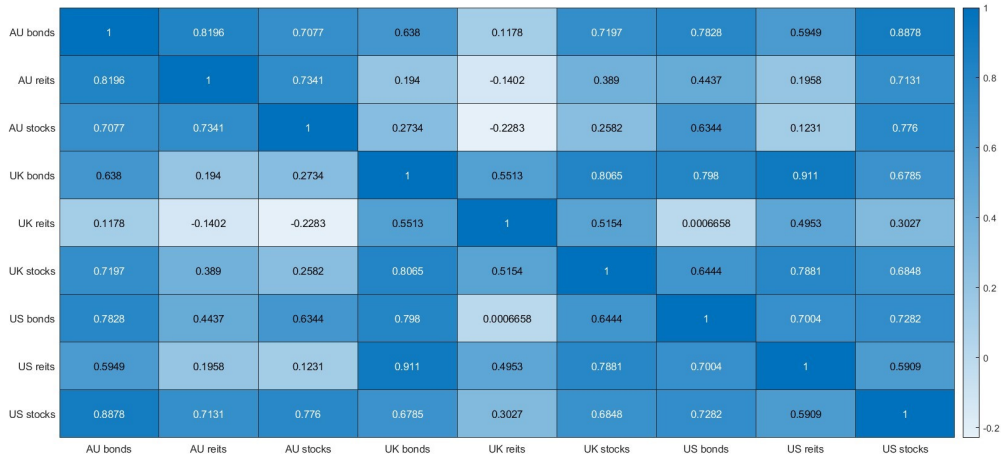 AU bonds 1 0.8196 0.7077 0.638 0.1178 0.7197 0.7828 0.5949 0.8878
AU reits 0.8196 1 0.7341 0.194 -0.1402 0.389 0.4437 0.1958 0.7131
AU stocks 0.7077 0.7341 1 0.2734 -0.2283 0.2582 0.6344 0.1231 0.776
UK bonds 0.638 0.194 0.2734 1 0.5513 0.8065 0.798 0.911 0.6785
UK reits 0.1178 -0.1402 -0.2283 0.5513 1 0.5154 0.0006658 0.4953 0.3027
UK stocks 0.7197 0.389 0.2582 0.8065 0.5154 1 0.6444 0.7881 0.6848
US bonds 0.7828 0.4437 0.6344 0.798 0.0006658 0.6444 1 0.7004 0.7282
US reits 0.5949 0.1958 0.1231 0.911 0.4953 0.7881 0.7004 1 0.5909
US stocks 0.8878 0.7131 0.776 0.6785 0.3027 0.6848 0.7282 0.5909 1
AU bonds AU reits AU stocks UK bonds UK reits UK stocks US bonds US reits US stocks
1
0.8
0.6
0.4
0.2
0
-0.2